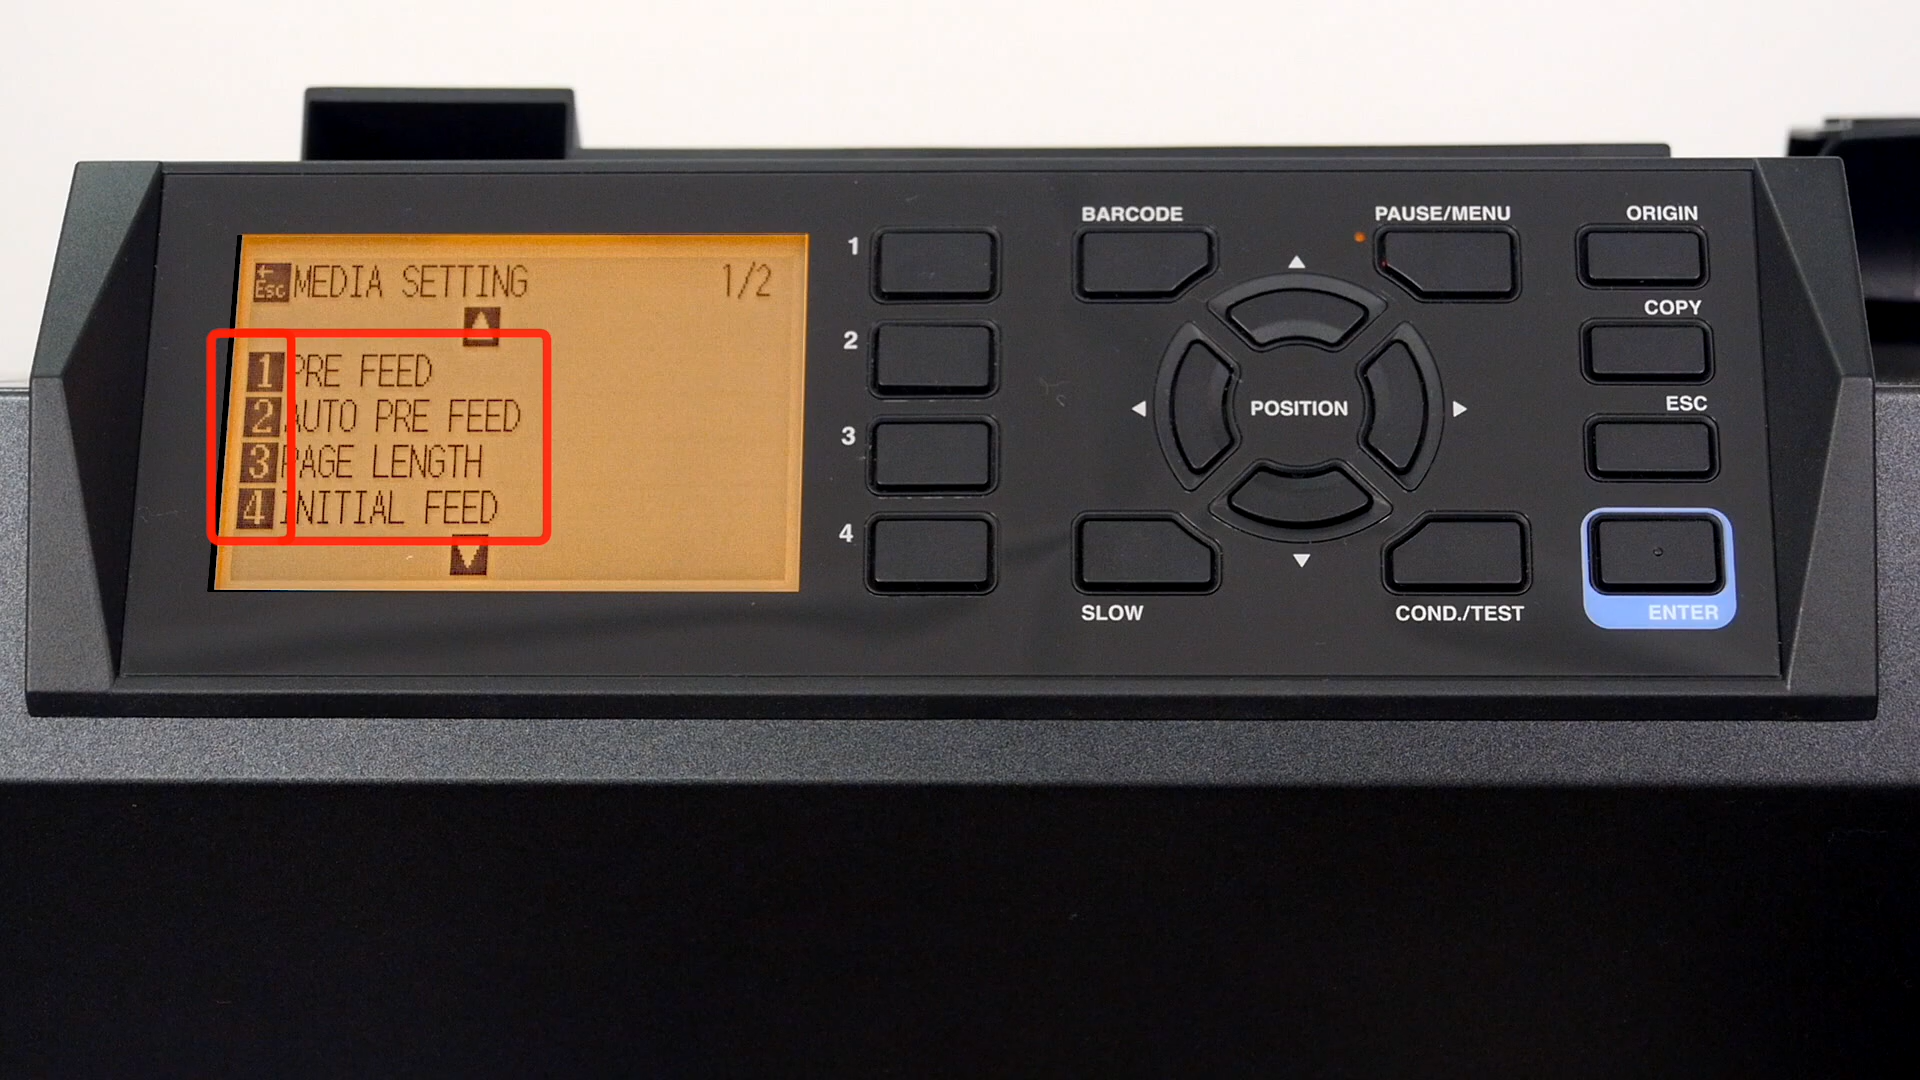 ← Esc MEDIA SETTING 1/2
▲
1 PRE FEED
2 AUTO PRE FEED
3 PAGE LENGTH
4 INITIAL FEED
▼
1
2
3
4
BARCODE
PAUSE/MENU
ORIGIN
COPY
POSITION
ESC
SLOW
COND./TEST
ENTER